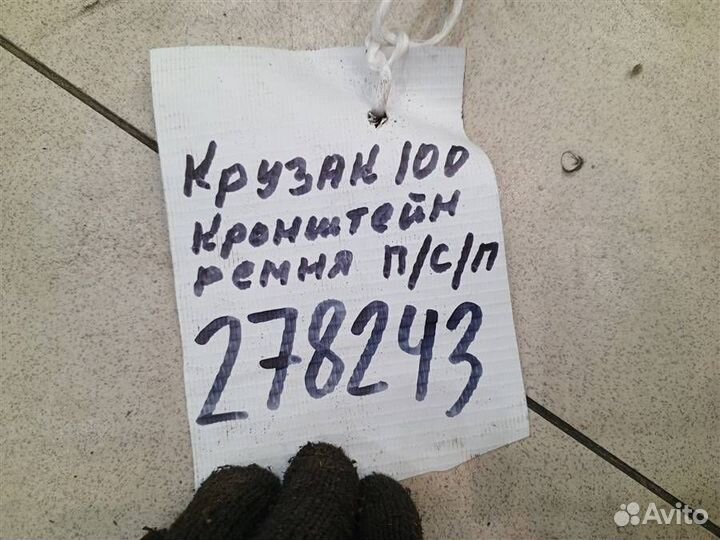 Крузак 100
Кронштейн
ремня п/с/п
278243
Avito